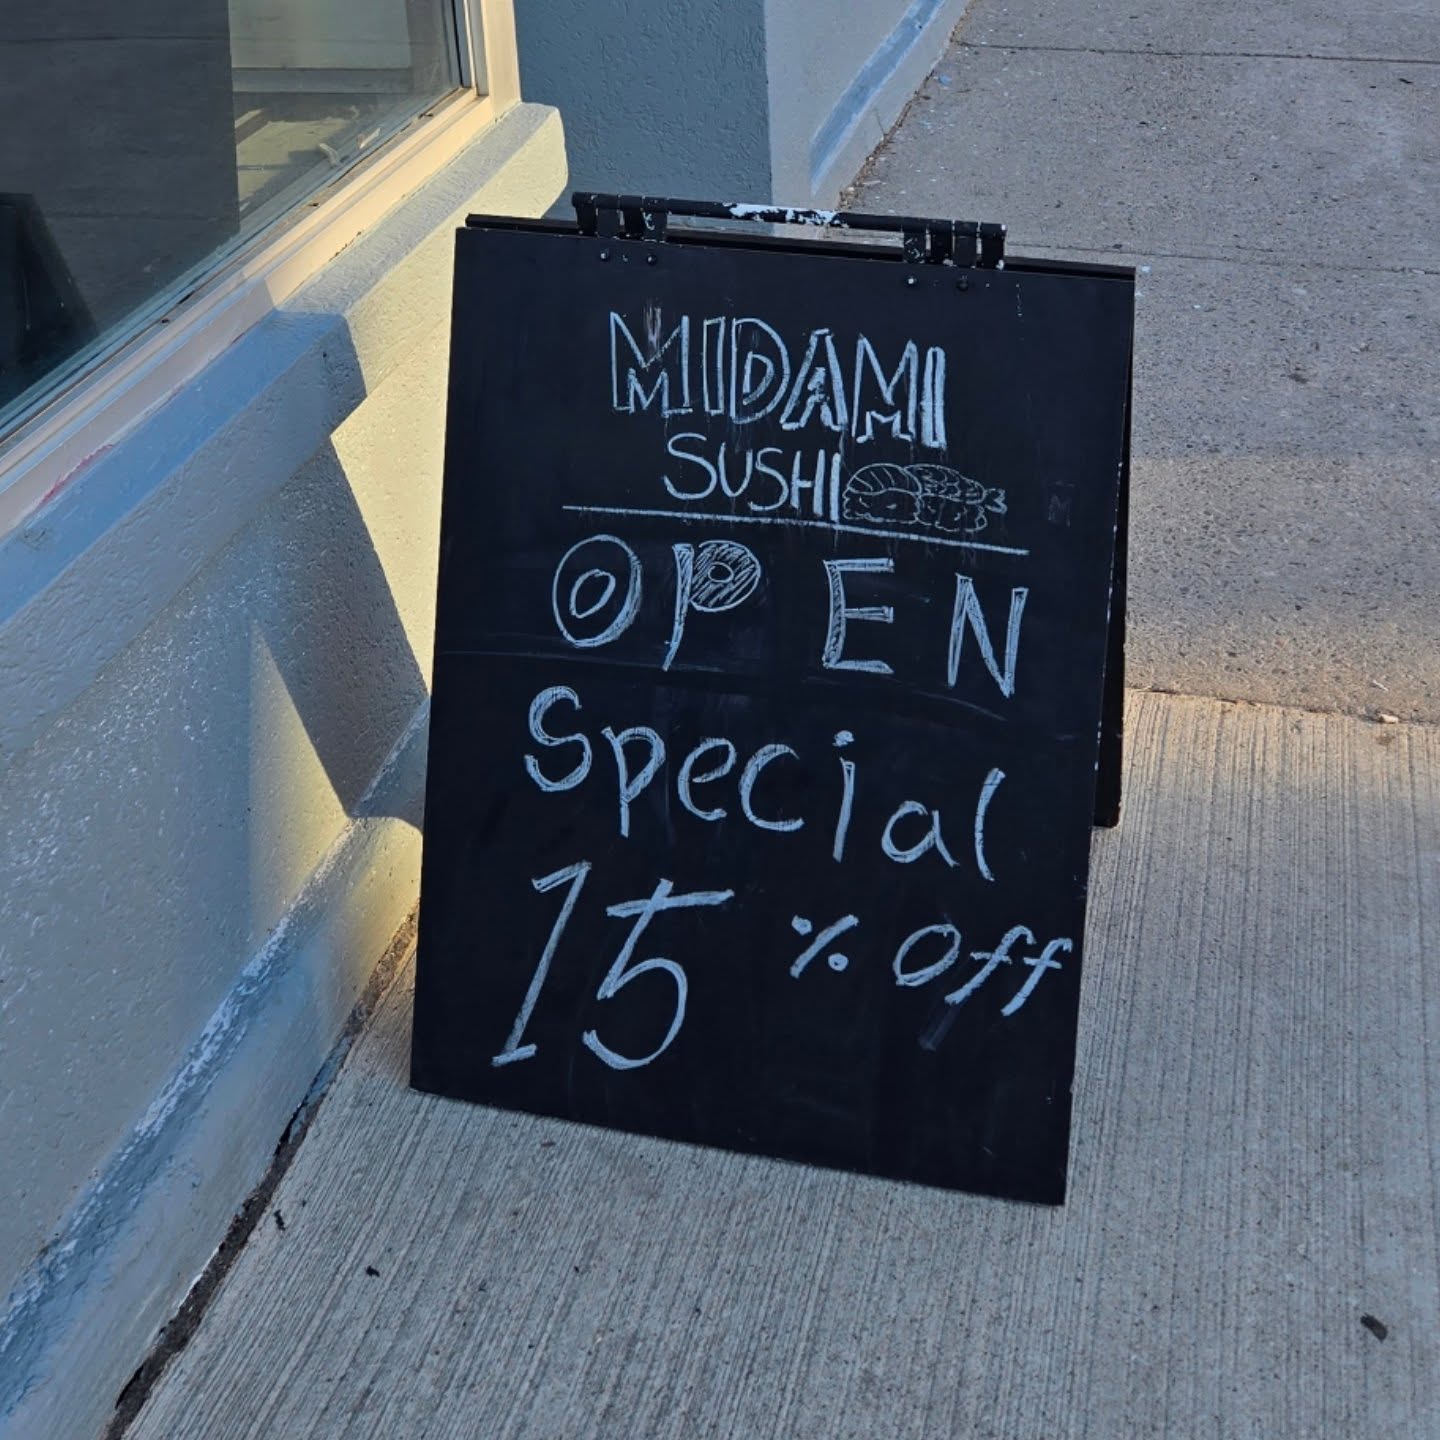 MIDAMI
SUSHI
OPEN
Special
15 % Off